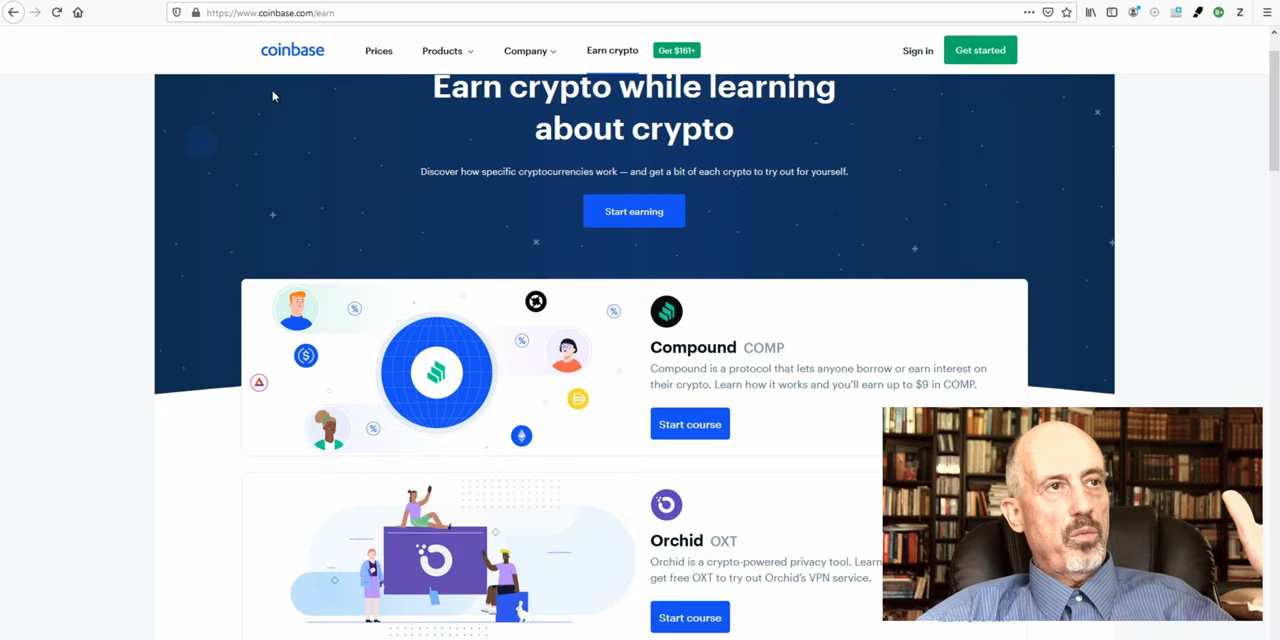 https://www.coinbase.com/earn
coinbase
Prices
Products
Company
Earn crypto
Get $161+
Sign in
Get started
Earn crypto while learning
about crypto
Discover how specific cryptocurrencies work — and get a bit of each crypto to try out for yourself.
Start earning
Compound COMP
Compound is a protocol that lets anyone borrow or earn interest on
their crypto. Learn how it works and you'll earn up to $9 in COMP.
Start course
Orchid OXT
Orchid is a crypto-powered privacy tool. Learn
get free OXT to try out Orchid's VPN service.
Start course